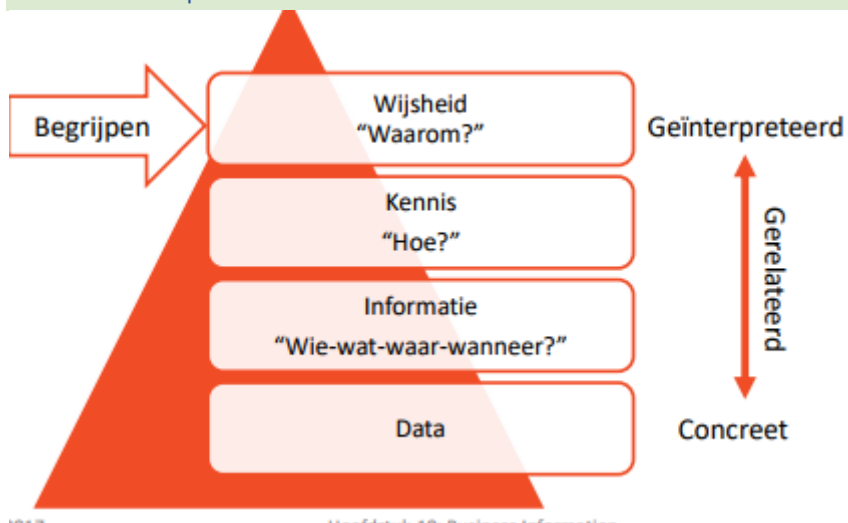 Begrijpen
Wijsheid
“Waarom?”
Geïnterpreteerd
Kennis
“Hoe?”
Gerelateerd
Informatie
“Wie-wat-waar-wanneer?”
Data
Concreet